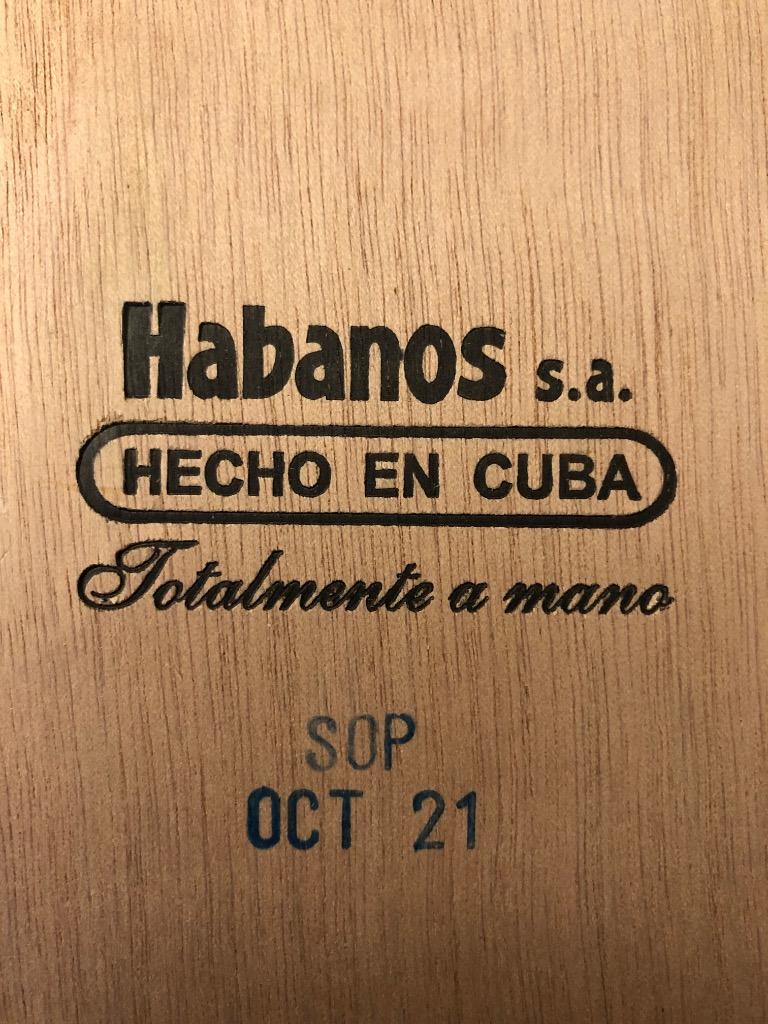 Habanos s.a.
HECHO EN CUBA
Totalmente a mano
SOP
OCT 21